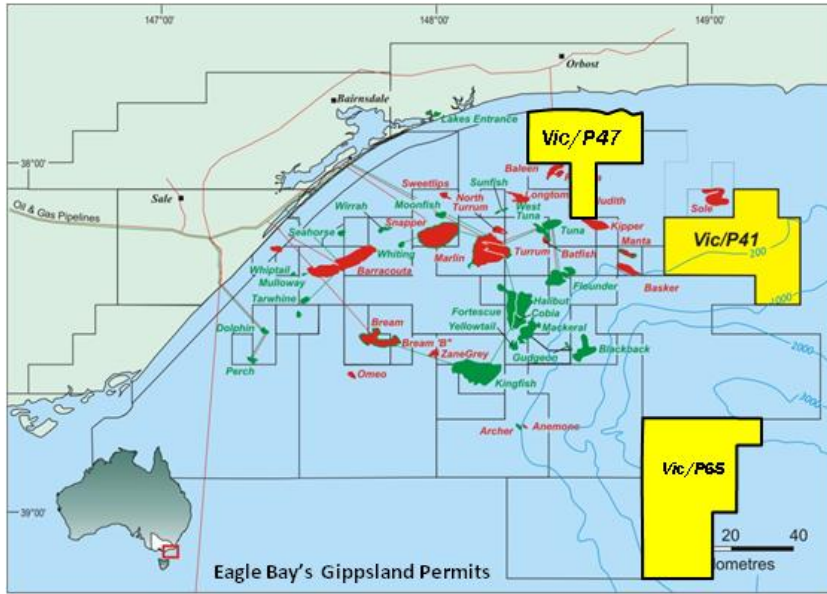 147°00'
148°00'
149°00'
Orbost
Bairnsdale
Lakes Entrance
Vic/P47
38°00'
Baleen
Sunfish
Sweetlips
North
Turrum
Longtom
Judith
Sale
Oil & Gas Pipelines
Wirrah
Moonfish
West
Tuna
Sole
Seahorse
Snapper
Tuna
Kipper
Vic/P41
Whiting
Marlin
Turrum
Batfish
Manta
200
Whiptail
Mulloway
Barracouta
Flounder
Basker
Tarwhine
Halibut
Fortescue
Cobia
1000
Dolphin
Bream
Yellowtail
Mackeral
2000
Bream "B"
ZaneGrey
Gudgeon
Blackback
Perch
Omeo
Kingfish
3000
Archer
Anemone
Vic/P65
39°00'
20
40
lometres
Eagle Bay's Gippsland Permits